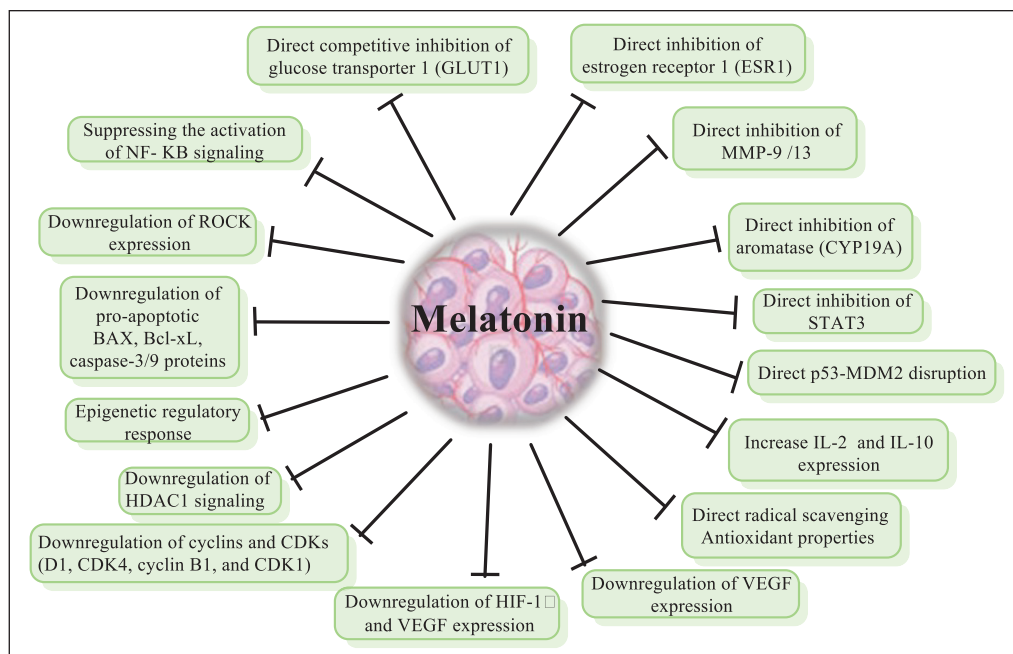 Direct competitive inhibition of
glucose transporter 1 (GLUT1)
Direct inhibition of
estrogen receptor 1 (ESR1)
Suppressing the activation
of NF- KB signaling
Direct inhibition of
MMP-9 /13
Downregulation of ROCK
expression
Direct inhibition of
aromatase (CYP19A)
Downregulation of
pro-apoptotic
BAX, Bcl-xL,
caspase-3/9 proteins
Melatonin
Direct inhibition of
STAT3
Direct p53-MDM2 disruption
Epigenetic regulatory
response
Increase IL-2 and IL-10
expression
Downregulation of
HDAC1 signaling
Direct radical scavenging
Antioxidant properties
Downregulation of cyclins and CDKs
(D1, CDK4, cyclin B1, and CDK1)
Downregulation of HIF-1□
and VEGF expression
Downregulation of VEGF
expression